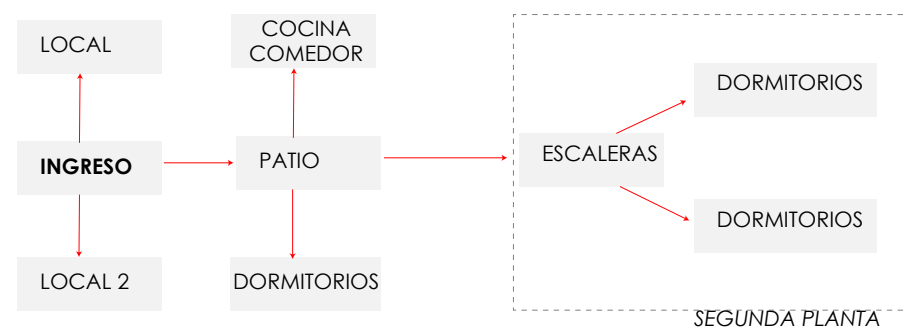 LOCAL
COCINA
COMEDOR
DORMITORIOS
INGRESO
PATIO
ESCALERAS
DORMITORIOS
LOCAL 2
DORMITORIOS
SEGUNDA PLANTA